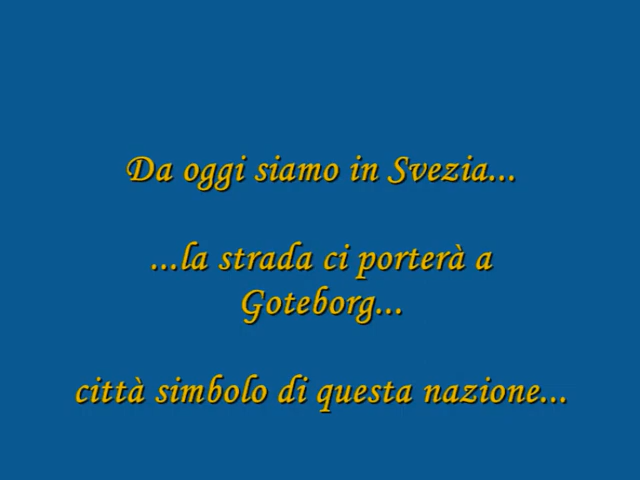 Da oggi siamo in Svezia...
...la strada ci porterà a
Goteborg...
città simbolo di questa nazione...